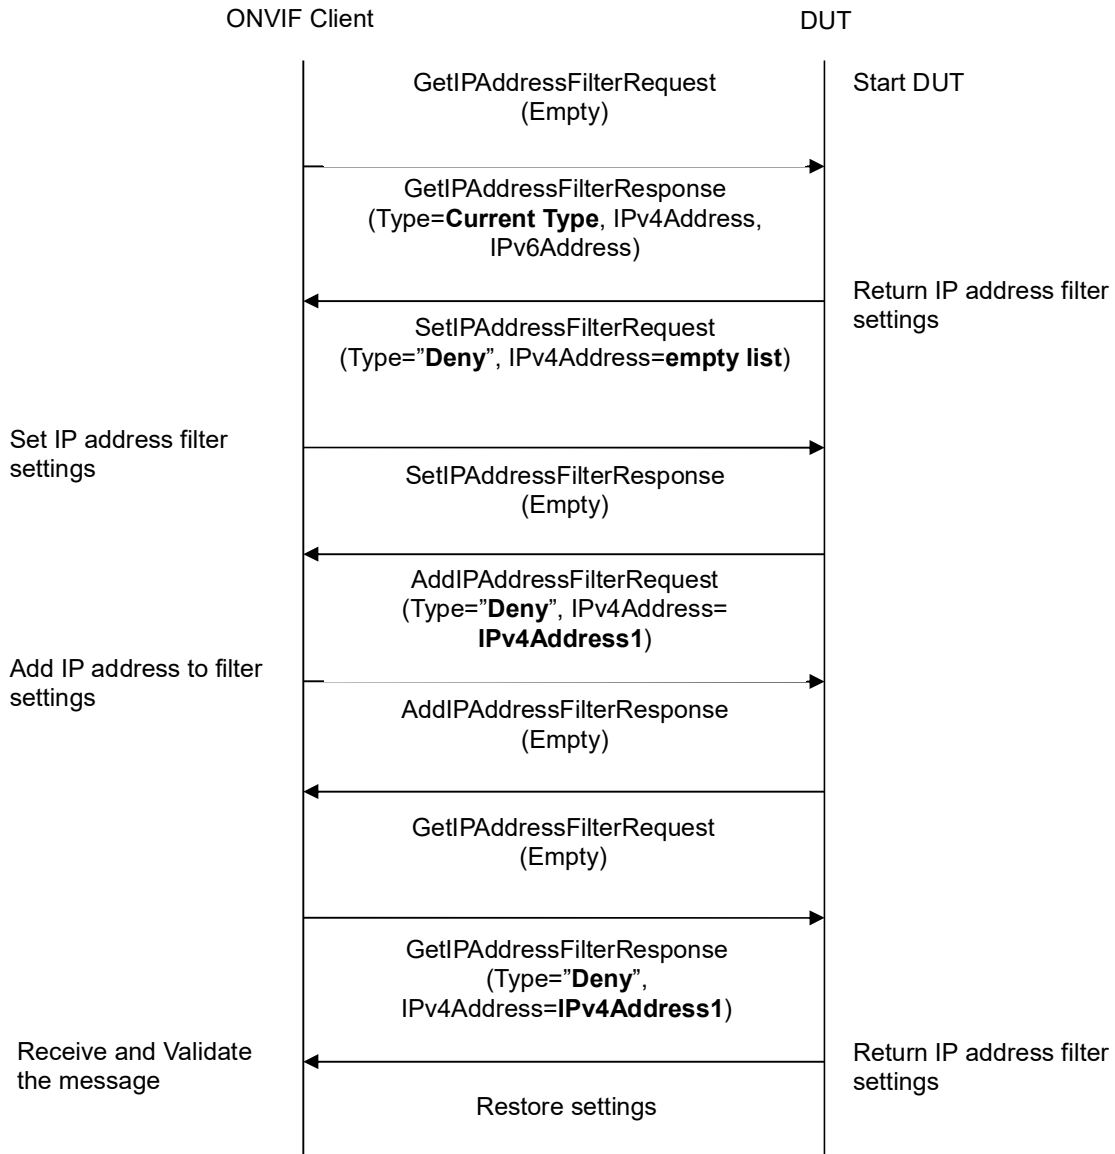 ONVIF Client
DUT
GetIPAddressFilterRequest
(Empty)
Start DUT
GetIPAddressFilterResponse
(Type=Current Type, IPv4Address,
IPv6Address)
Return IP address filter
settings
SetIPAddressFilterRequest
(Type=”Deny”, IPv4Address=empty list)
Set IP address filter
settings
SetIPAddressFilterResponse
(Empty)
AddIPAddressFilterRequest
(Type=”Deny”, IPv4Address=
IPv4Address1)
Add IP address to filter
settings
AddIPAddressFilterResponse
(Empty)
GetIPAddressFilterRequest
(Empty)
GetIPAddressFilterResponse
(Type=”Deny”,
IPv4Address=IPv4Address1)
Receive and Validate
the message
Return IP address filter
settings
Restore settings